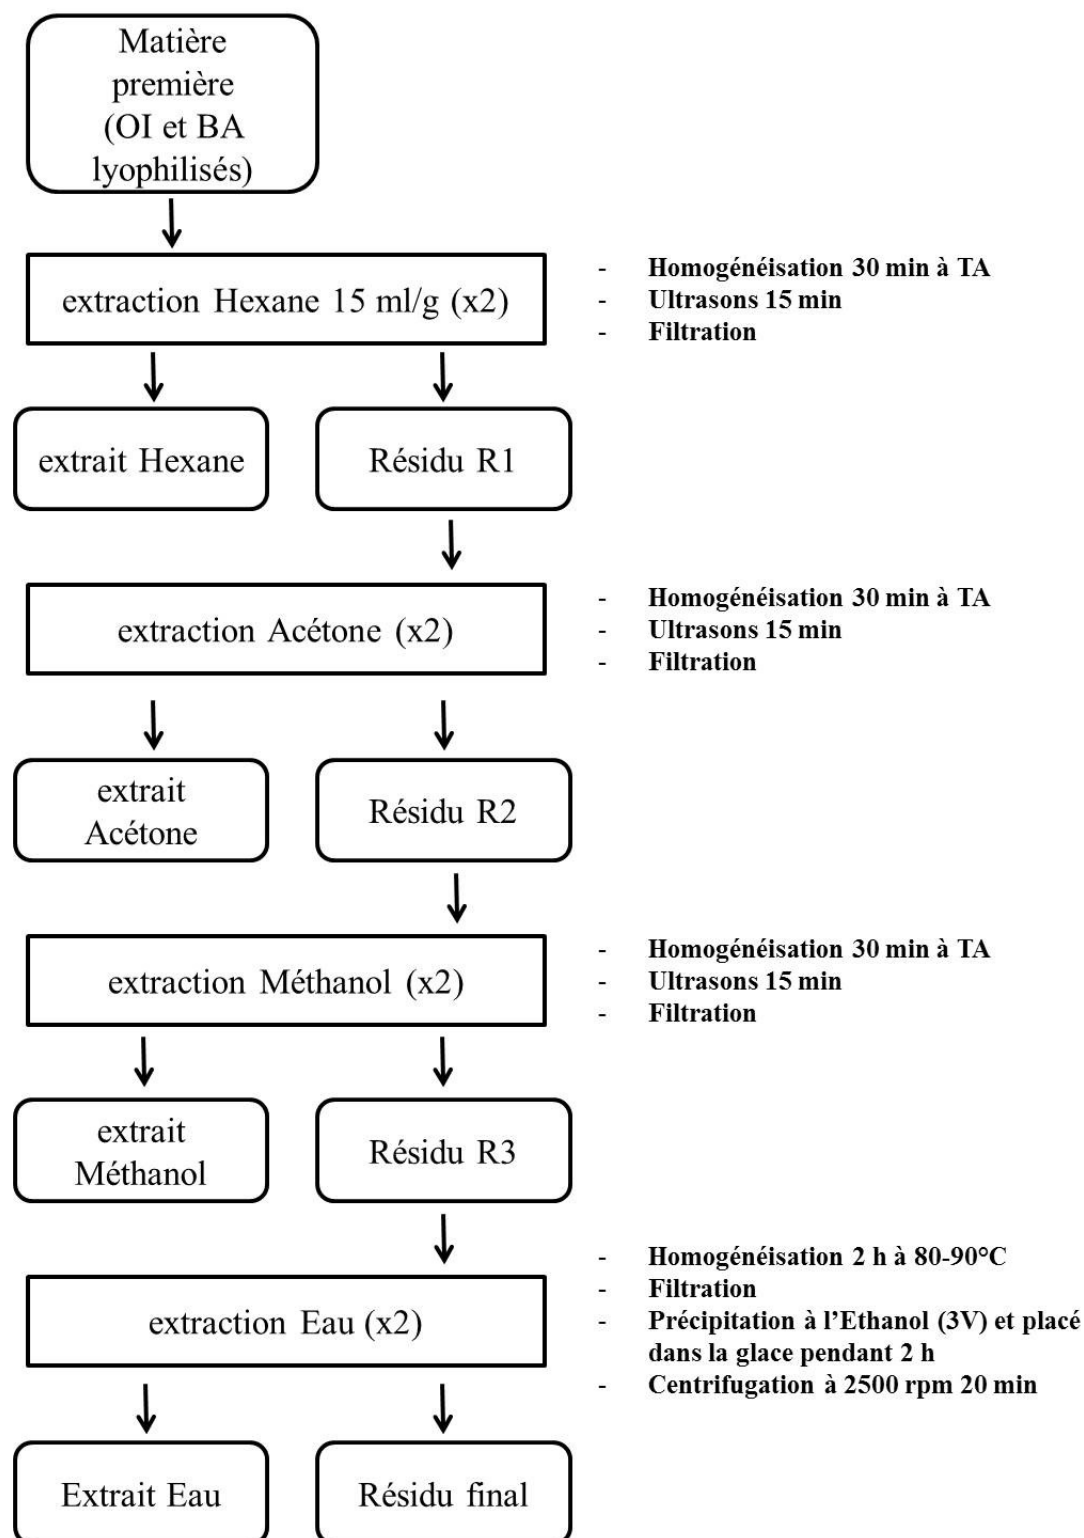 Matière
première
(OI et BA
lyophilisés)
extraction Hexane 15 ml/g (x2)
- Homogénéisation 30 min à TA
- Ultrasons 15 min
- Filtration
extrait Hexane
Résidu R1
extraction Acétone (x2)
- Homogénéisation 30 min à TA
- Ultrasons 15 min
- Filtration
extrait
Acétone
Résidu R2
extraction Méthanol (x2)
- Homogénéisation 30 min à TA
- Ultrasons 15 min
- Filtration
extrait
Méthanol
Résidu R3
extraction Eau (x2)
- Homogénéisation 2 h à 80-90°C
- Filtration
- Précipitation à l’Ethanol (3V) et placé
dans la glace pendant 2 h
- Centrifugation à 2500 rpm 20 min
Extrait Eau
Résidu final